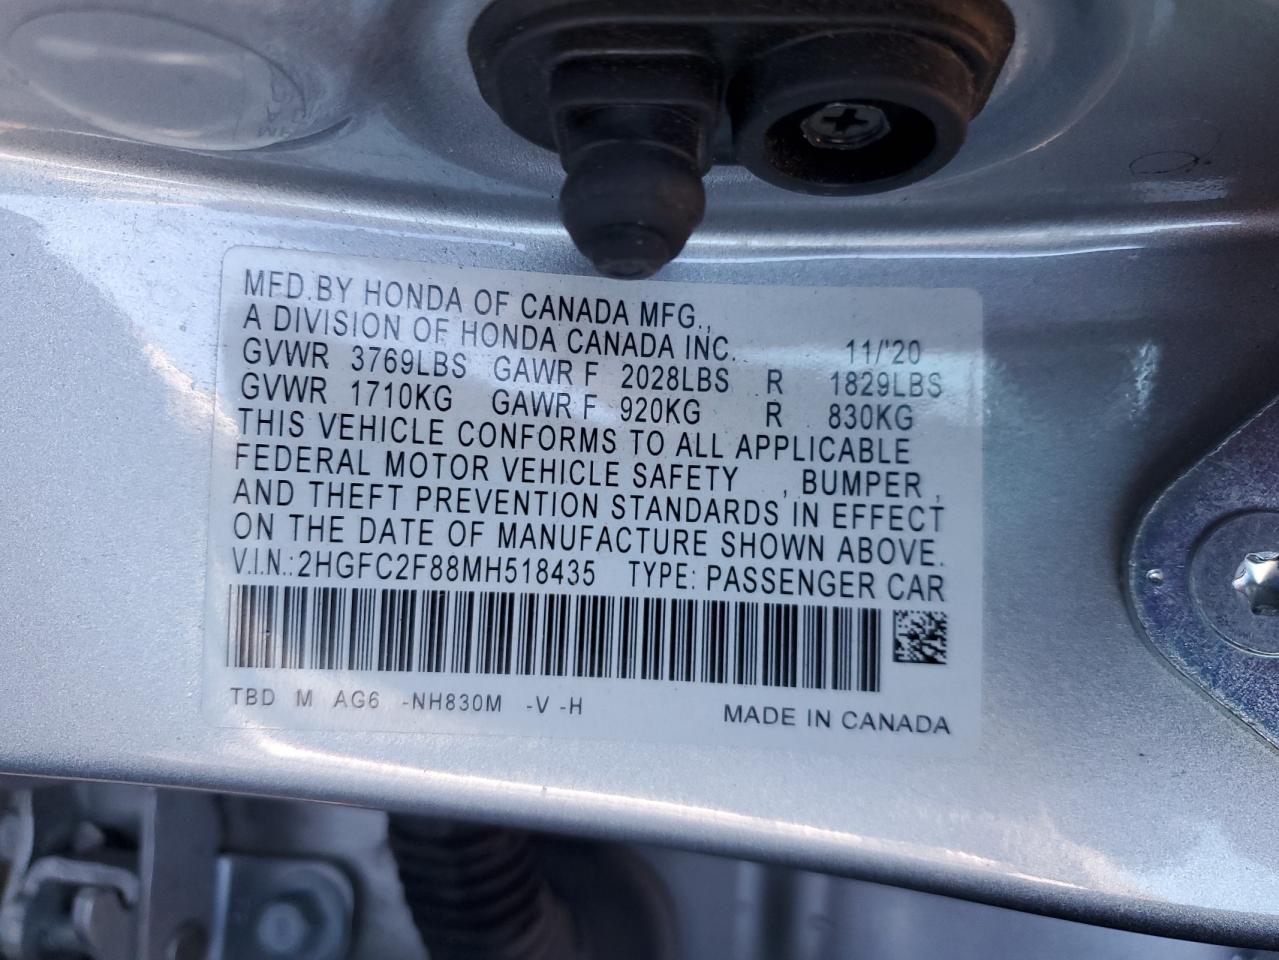 MFD.BY HONDA OF CANADA MFG.,
A DIVISION OF HONDA CANADA INC. 11/'20
GVWR 3769LBS GAWR F 2028LBS R 1829LBS
GVWR 1710KG GAWR F 920KG R 830KG
THIS VEHICLE CONFORMS TO ALL APPLICABLE
FEDERAL MOTOR VEHICLE SAFETY , BUMPER ,
AND THEFT PREVENTION STANDARDS IN EFFECT
ON THE DATE OF MANUFACTURE SHOWN ABOVE.
V.I.N.:2HGFC2F88MH518435 TYPE: PASSENGER CAR
TBD M AG6 -NH830M -V -H MADE IN CANADA